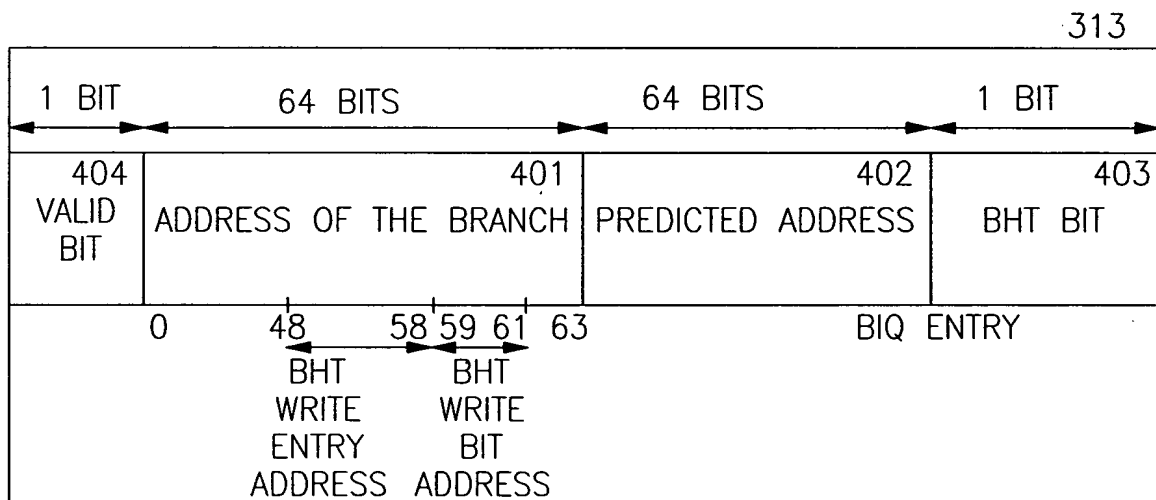 313
1 BIT 64 BITS 64 BITS 1 BIT
404 401 402 403
VALID BIT
ADDRESS OF THE BRANCH
PREDICTED ADDRESS
BHT BIT
0 48 58 59 61 63 BIQ ENTRY
BHT
WRITE
ENTRY
ADDRESS
BHT
WRITE
BIT
ADDRESS